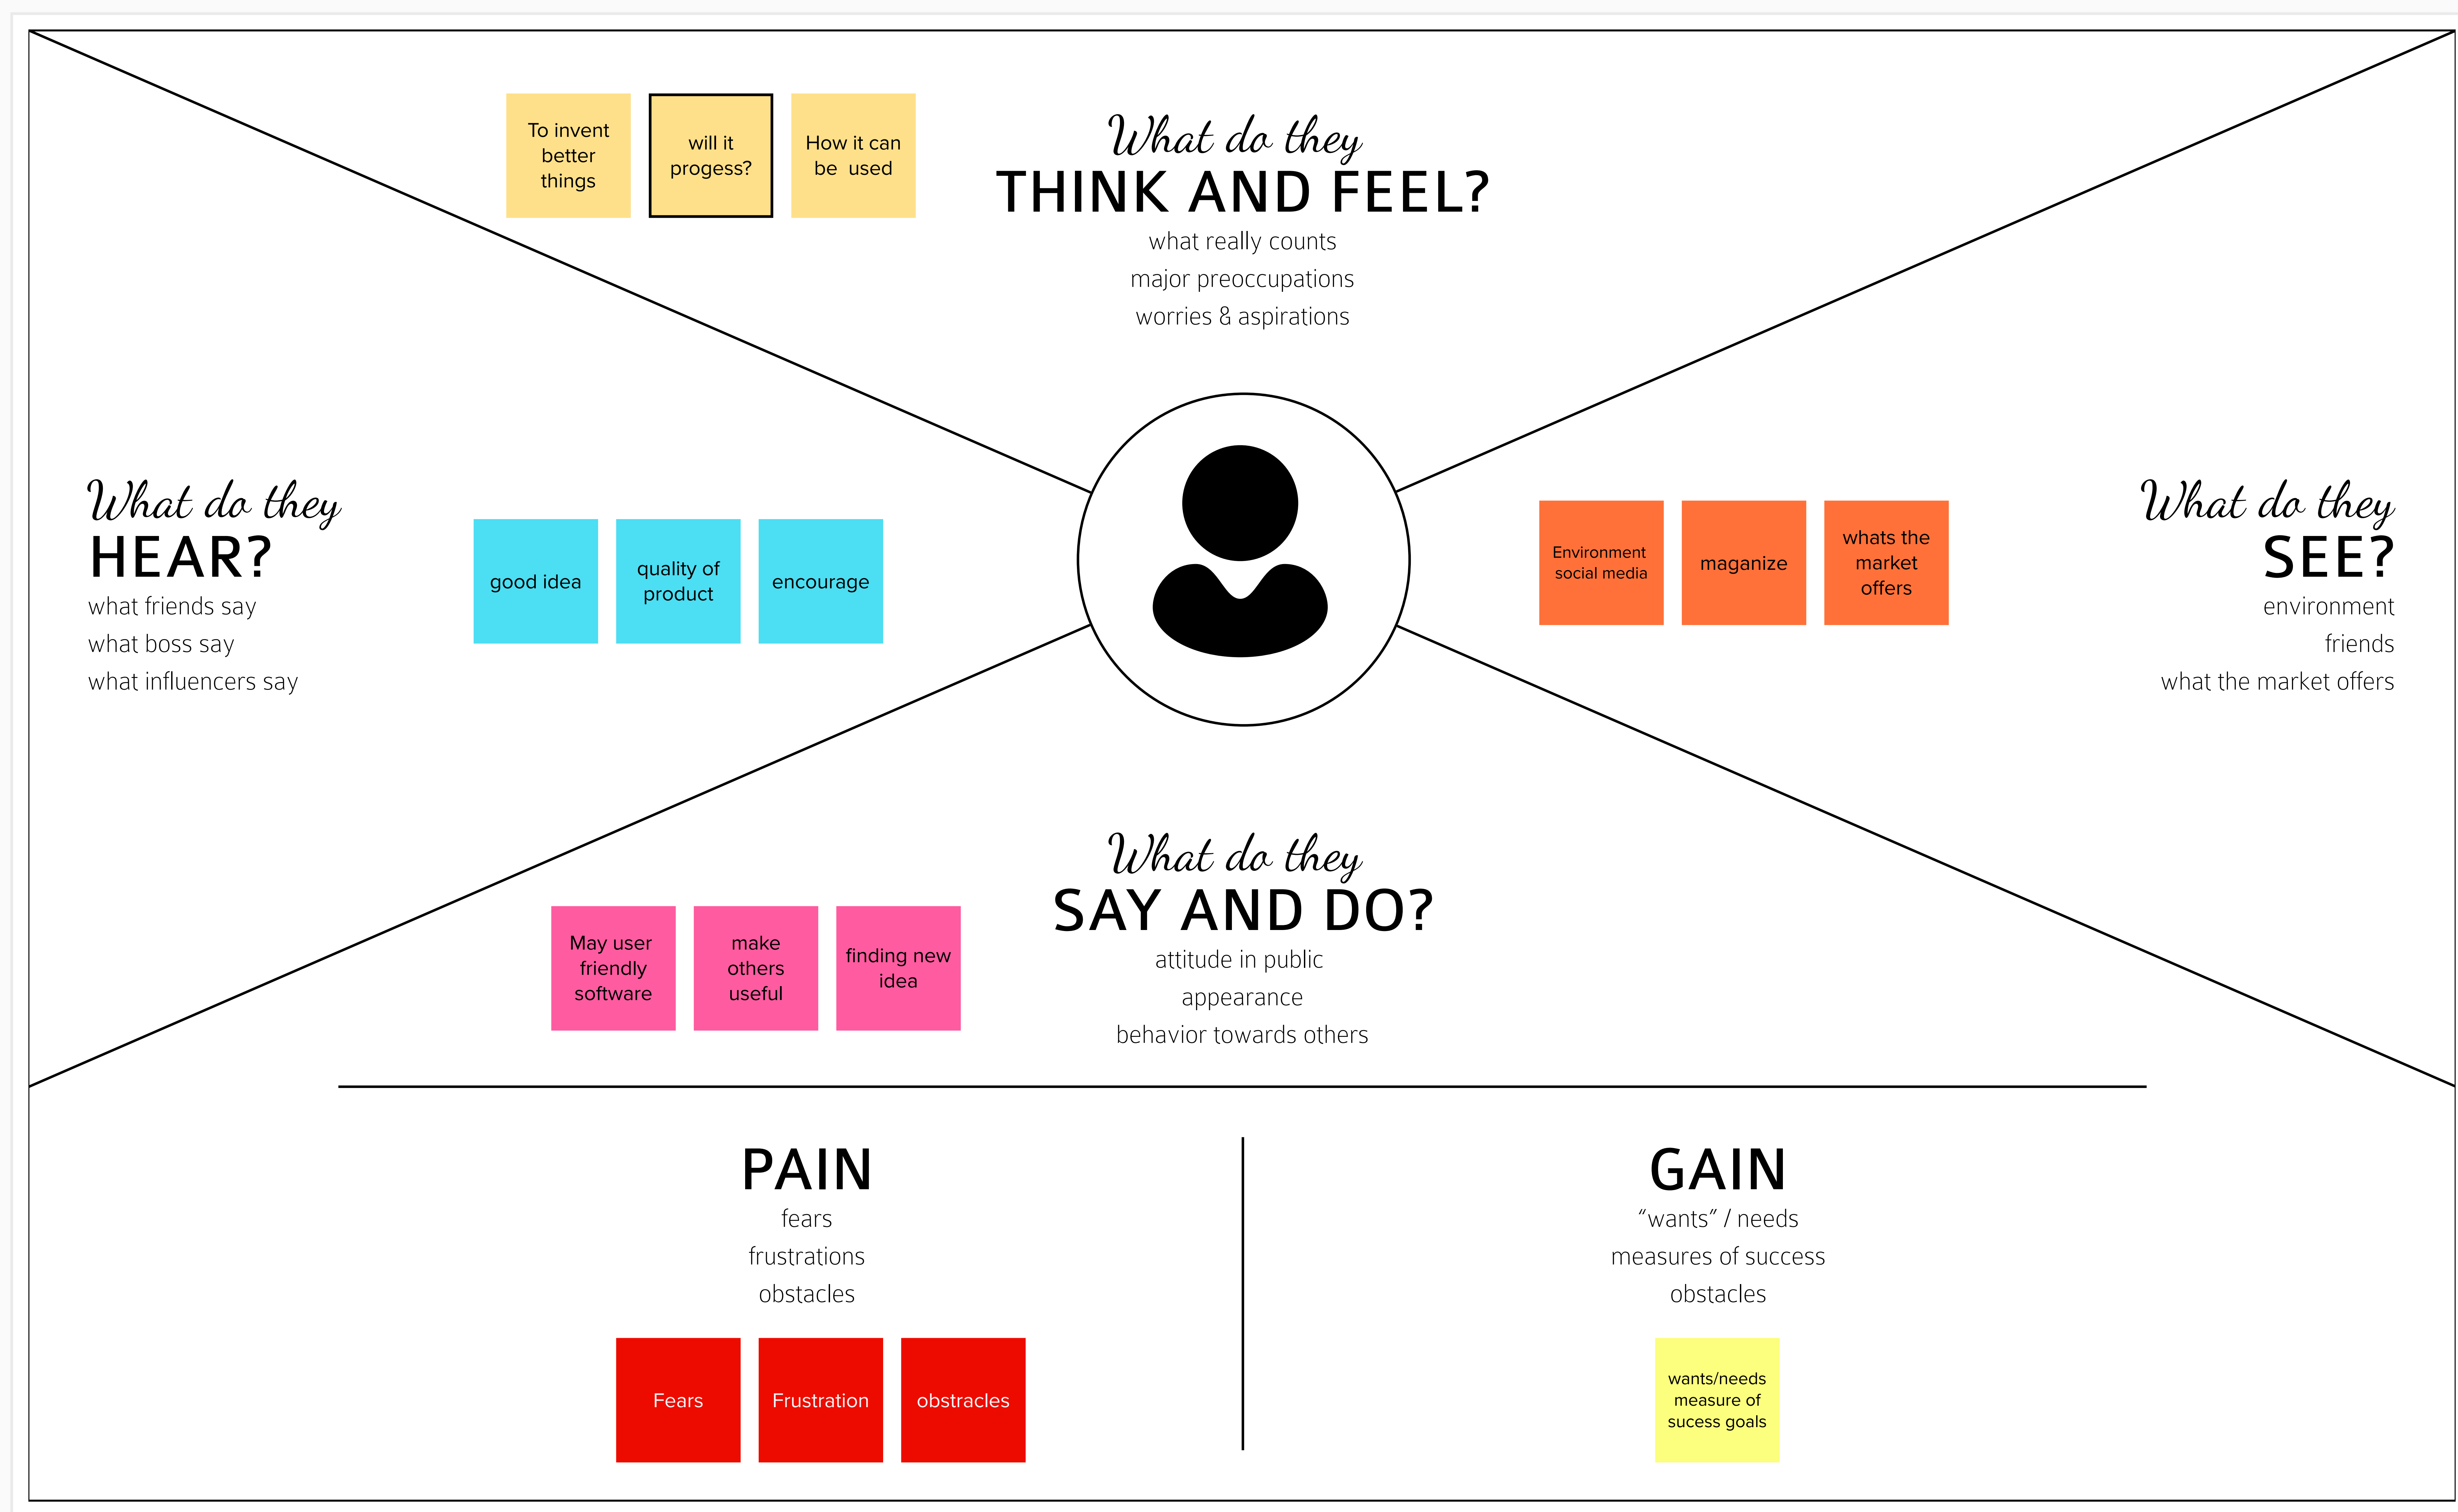 To invent
better
things
will it
progess?
How it can
be  used
What do they
THINK AND FEEL?
what really counts
major preoccupations
worries & aspirations
What do they
HEAR?
what friends say
what boss say
what influencers say
good idea
quality of
product
encourage
Environment
social media
maganize
whats the
market
offers
What do they
SEE?
environment
friends
what the market offers
What do they
SAY AND DO?
attitude in public
appearance
behavior towards others
May user
friendly
software
make
others
useful
finding new
idea
PAIN
fears
frustrations
obstacles
Fears
Frustration
obstracles
GAIN
“wants” / needs
measures of success
obstacles
wants/needs
measure of
sucess goals